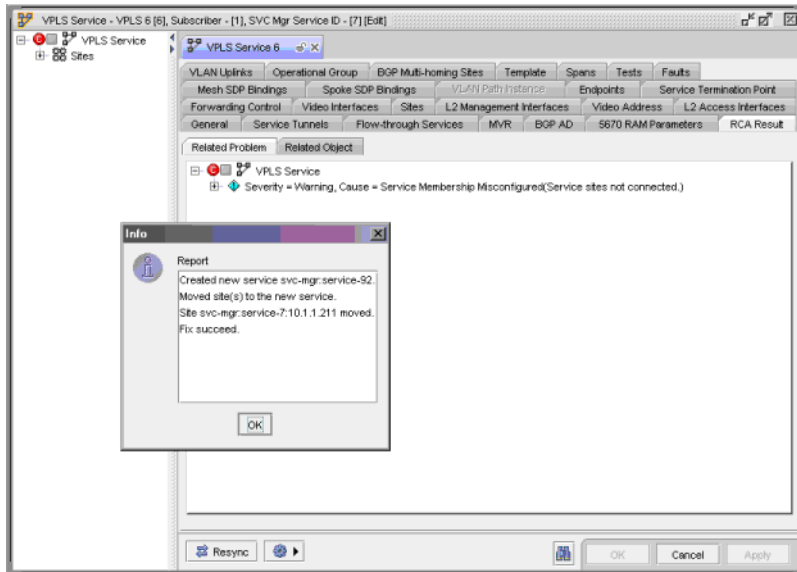 VPLS Service - VPLS 6 [6], Subscriber - [1], SVC Mgr Service ID - [7] [Edit]
VPLS Service
Sites
VPLS Service 6
VLAN Uplinks Operational Group BGP Multi-homing Sites Template Spans Tests Faults
Mesh SDP Bindings Spoke SDP Bindings VLAN Path Instance Endpoints Service Termination Point
Forwarding Control Video Interfaces Sites L2 Management Interfaces Video Address L2 Access Interfaces
General Service Tunnels Flow-through Services MVR BGP AD 5670 RAM Parameters RCA Result
Related Problem Related Object
C VPLS Service
Severity = Warning, Cause = Service Membership Misconfigured(Service sites not connected.)
Info
Report
Created new service svc-mgr:service-92.
Moved site(s) to the new service.
Site svc-mgr:service-7:10.1.1.211 moved.
Fix succeed.
OK
Resync OK Cancel Apply